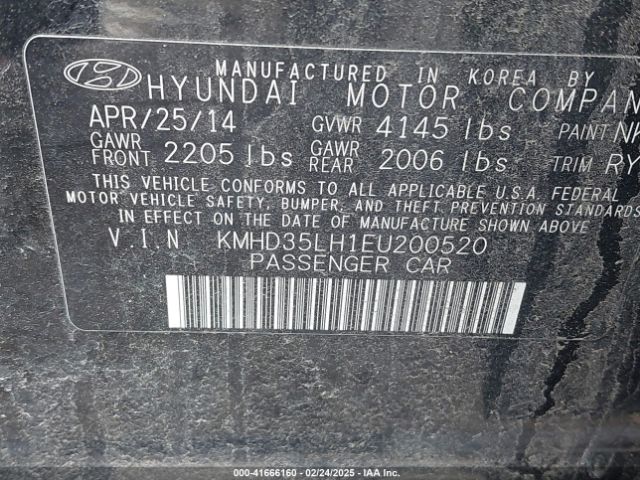 MANUFACTURED IN KOREA BY
HYUNDAI MOTOR COMPAN
APR/25/14 GVWR 4145 lbs PAINT
GAWR FRONT 2205 lbs GAWR REAR 2006 lbs TRIM RY
THIS VEHICLE CONFORMS TO ALL APPLICABLE U.S.A. FEDERAL
MOTOR VEHICLE SAFETY, BUMPER, AND THEFT PREVENTION STANDARDS
IN EFFECT ON THE DATE OF MANUFACTURE SHOWN ABOVE
V.I.N KMHD35LH1EU200520
PASSENGER CAR
000-41666160 - 02/24/2025 - IAA Inc.